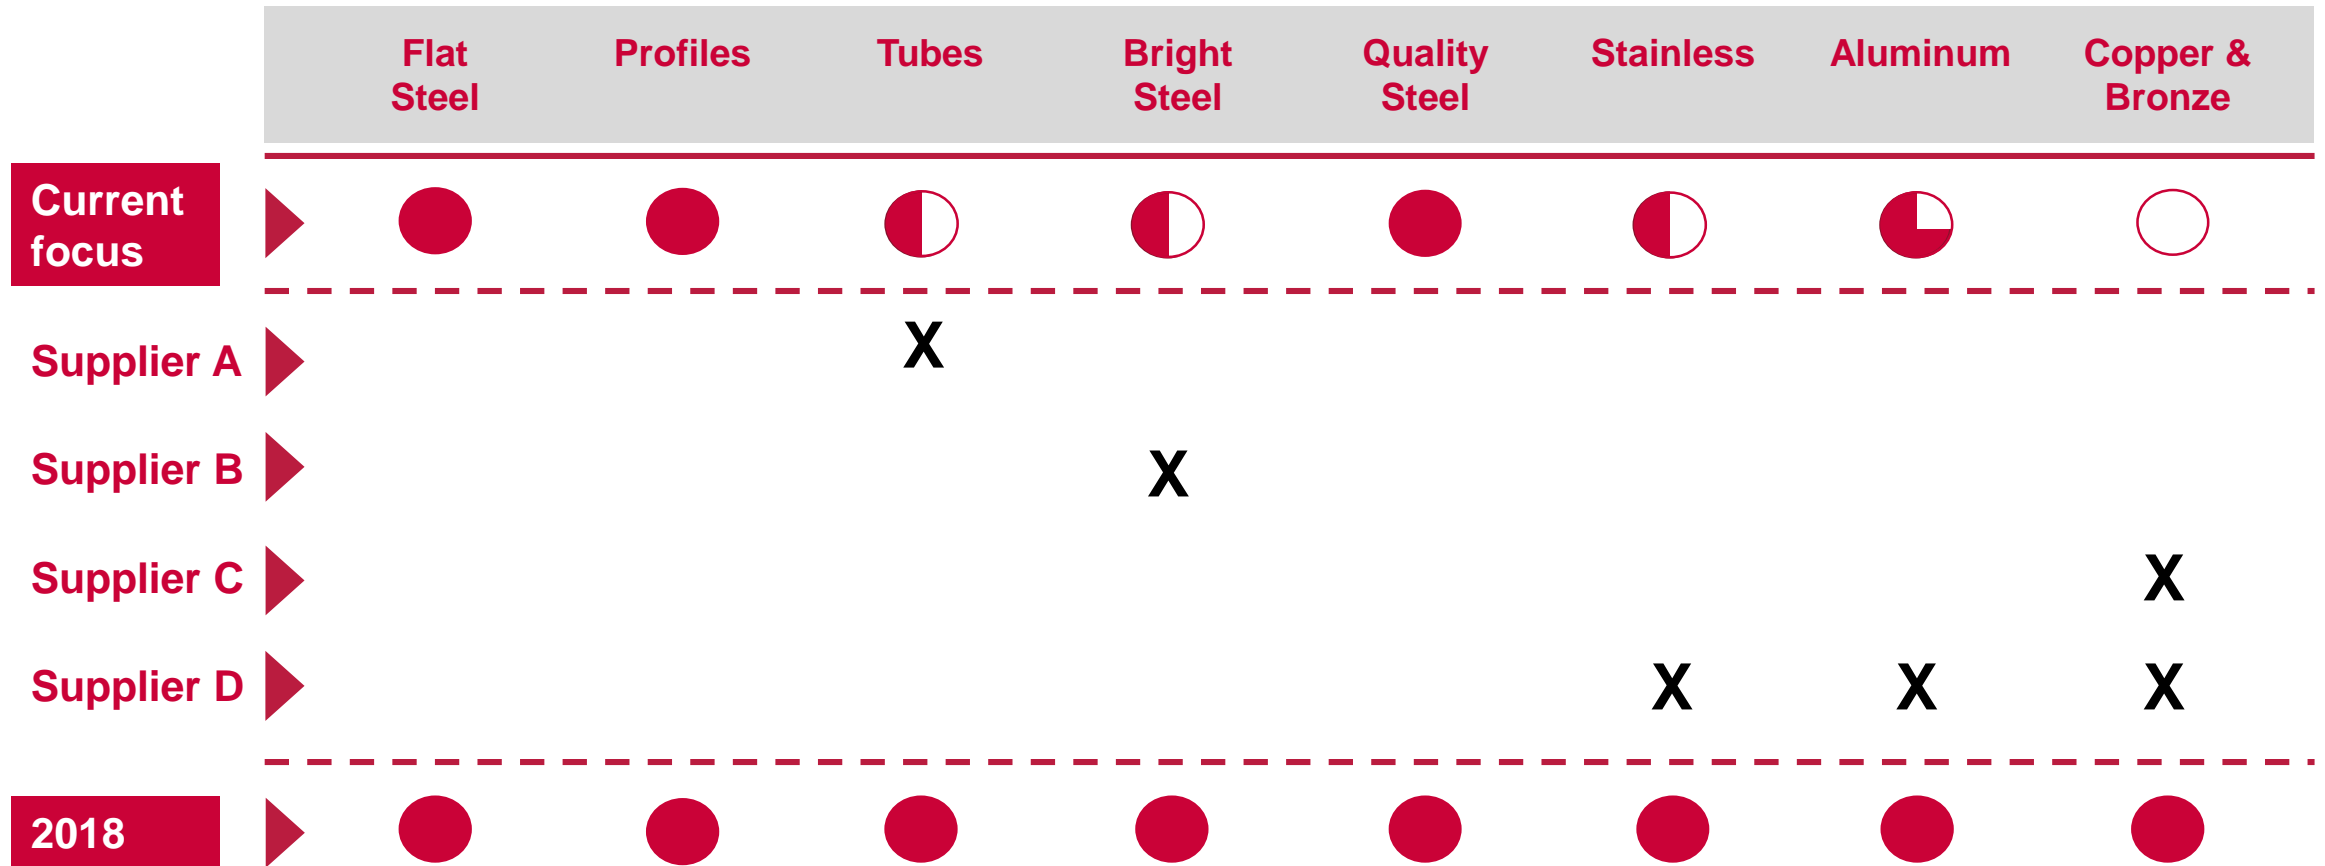 Flat
Steel
Profiles
Tubes
Bright
Steel
Quality
Steel
Stainless
Aluminum
Copper &
Bronze
Current
focus
Supplier A
X
Supplier B
X
Supplier C
X
Supplier D
X
X
X
2018